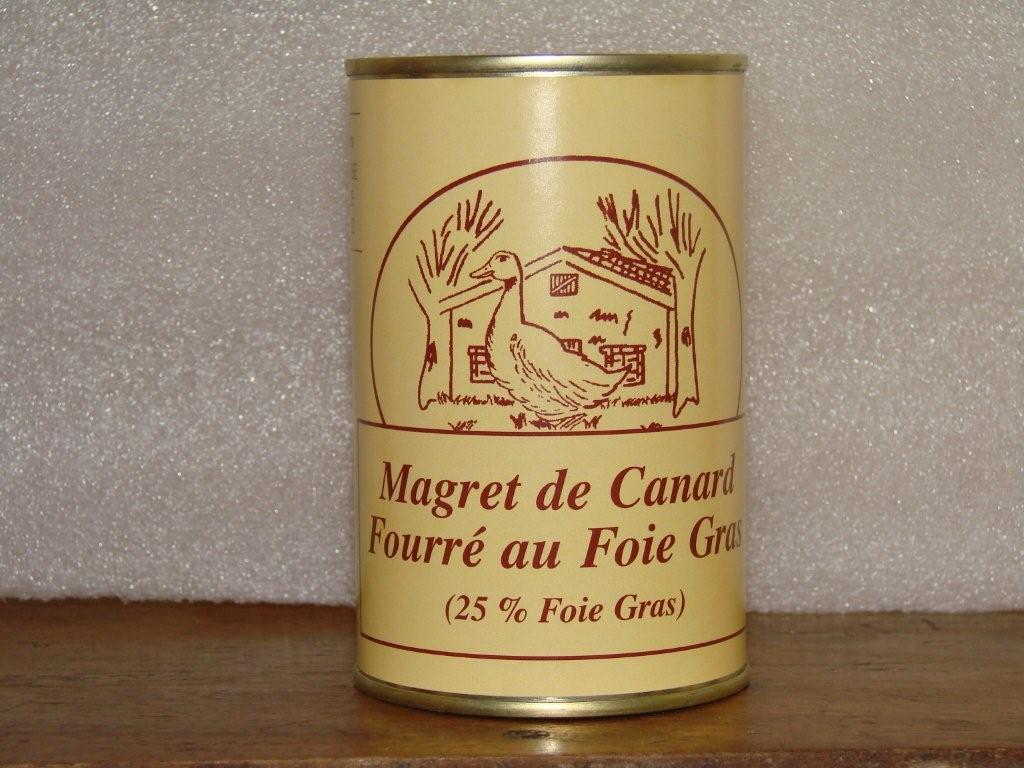 Magret de Canard
Fourré au Foie Gras
(25 % Foie Gras)